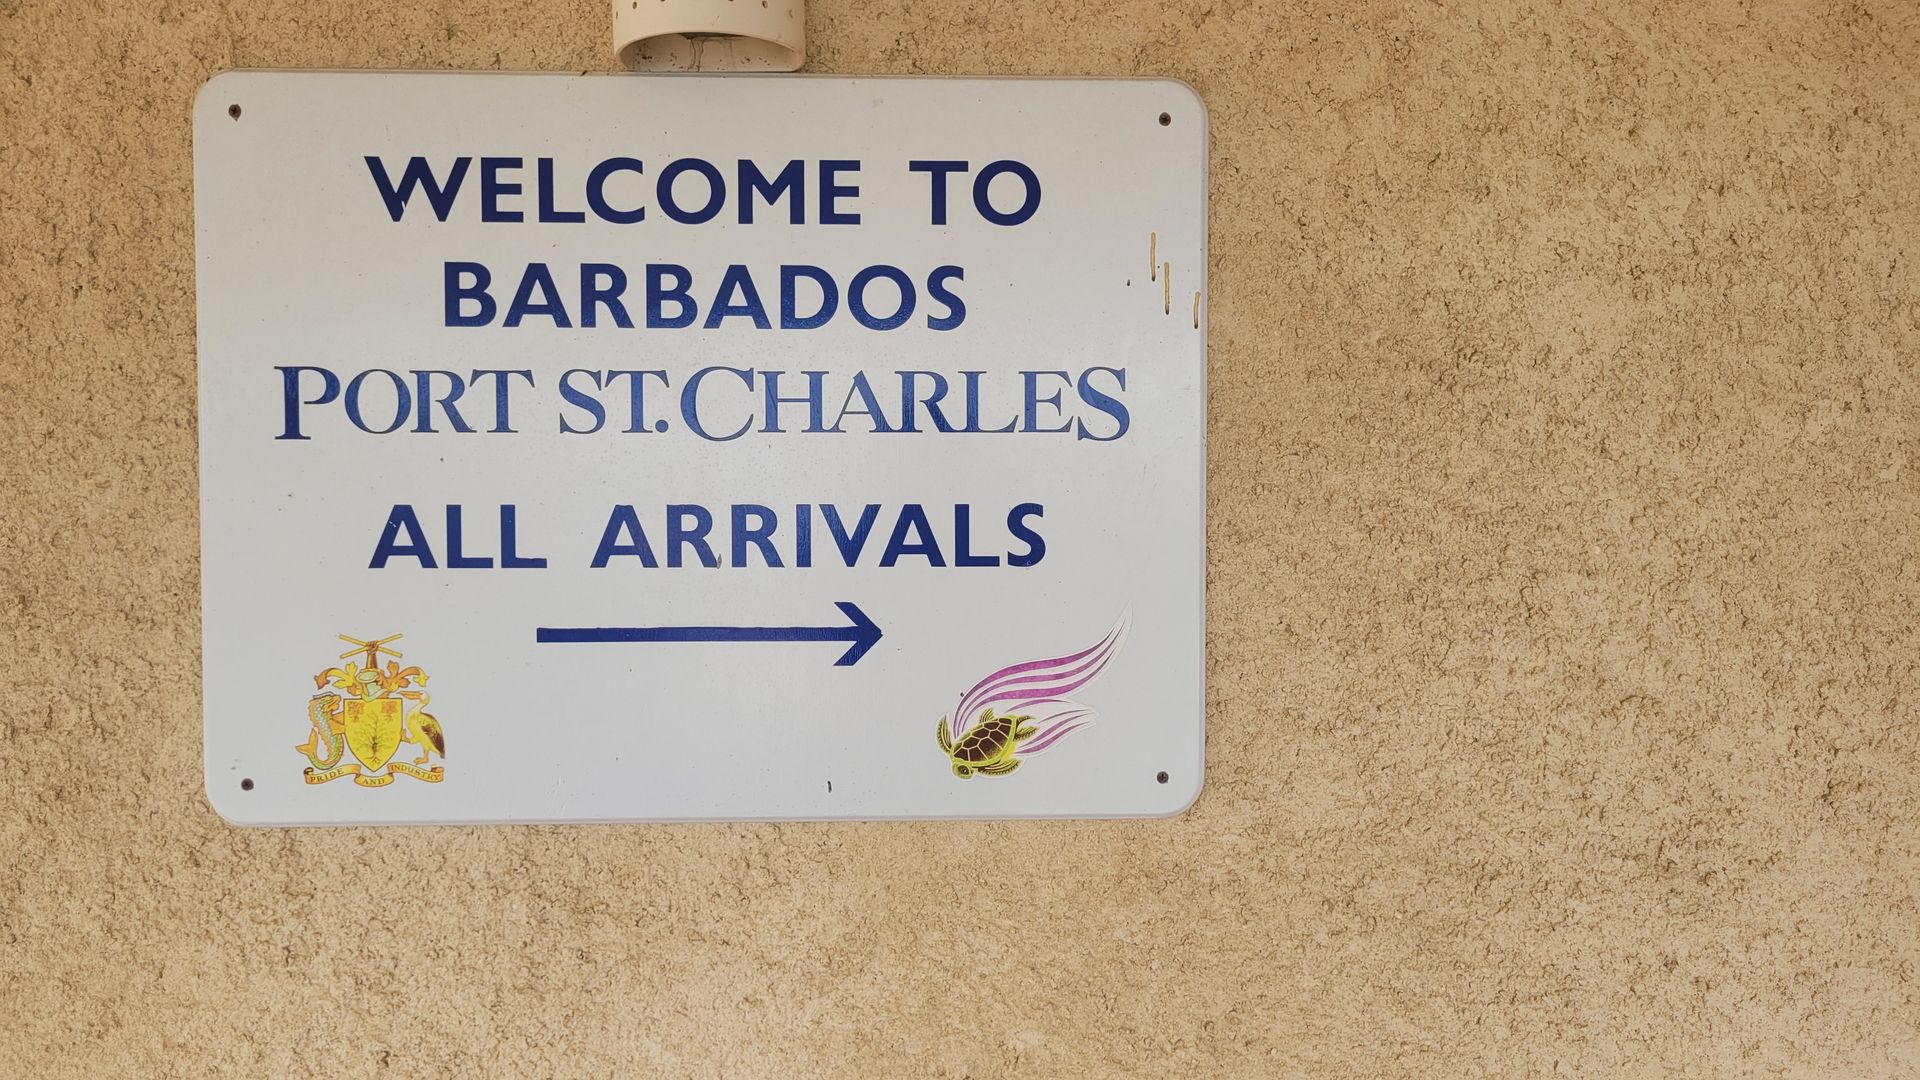 WELCOME TO
BARBADOS
PORT ST. CHARLES
ALL ARRIVALS
PRIDE AND INDUSTRY